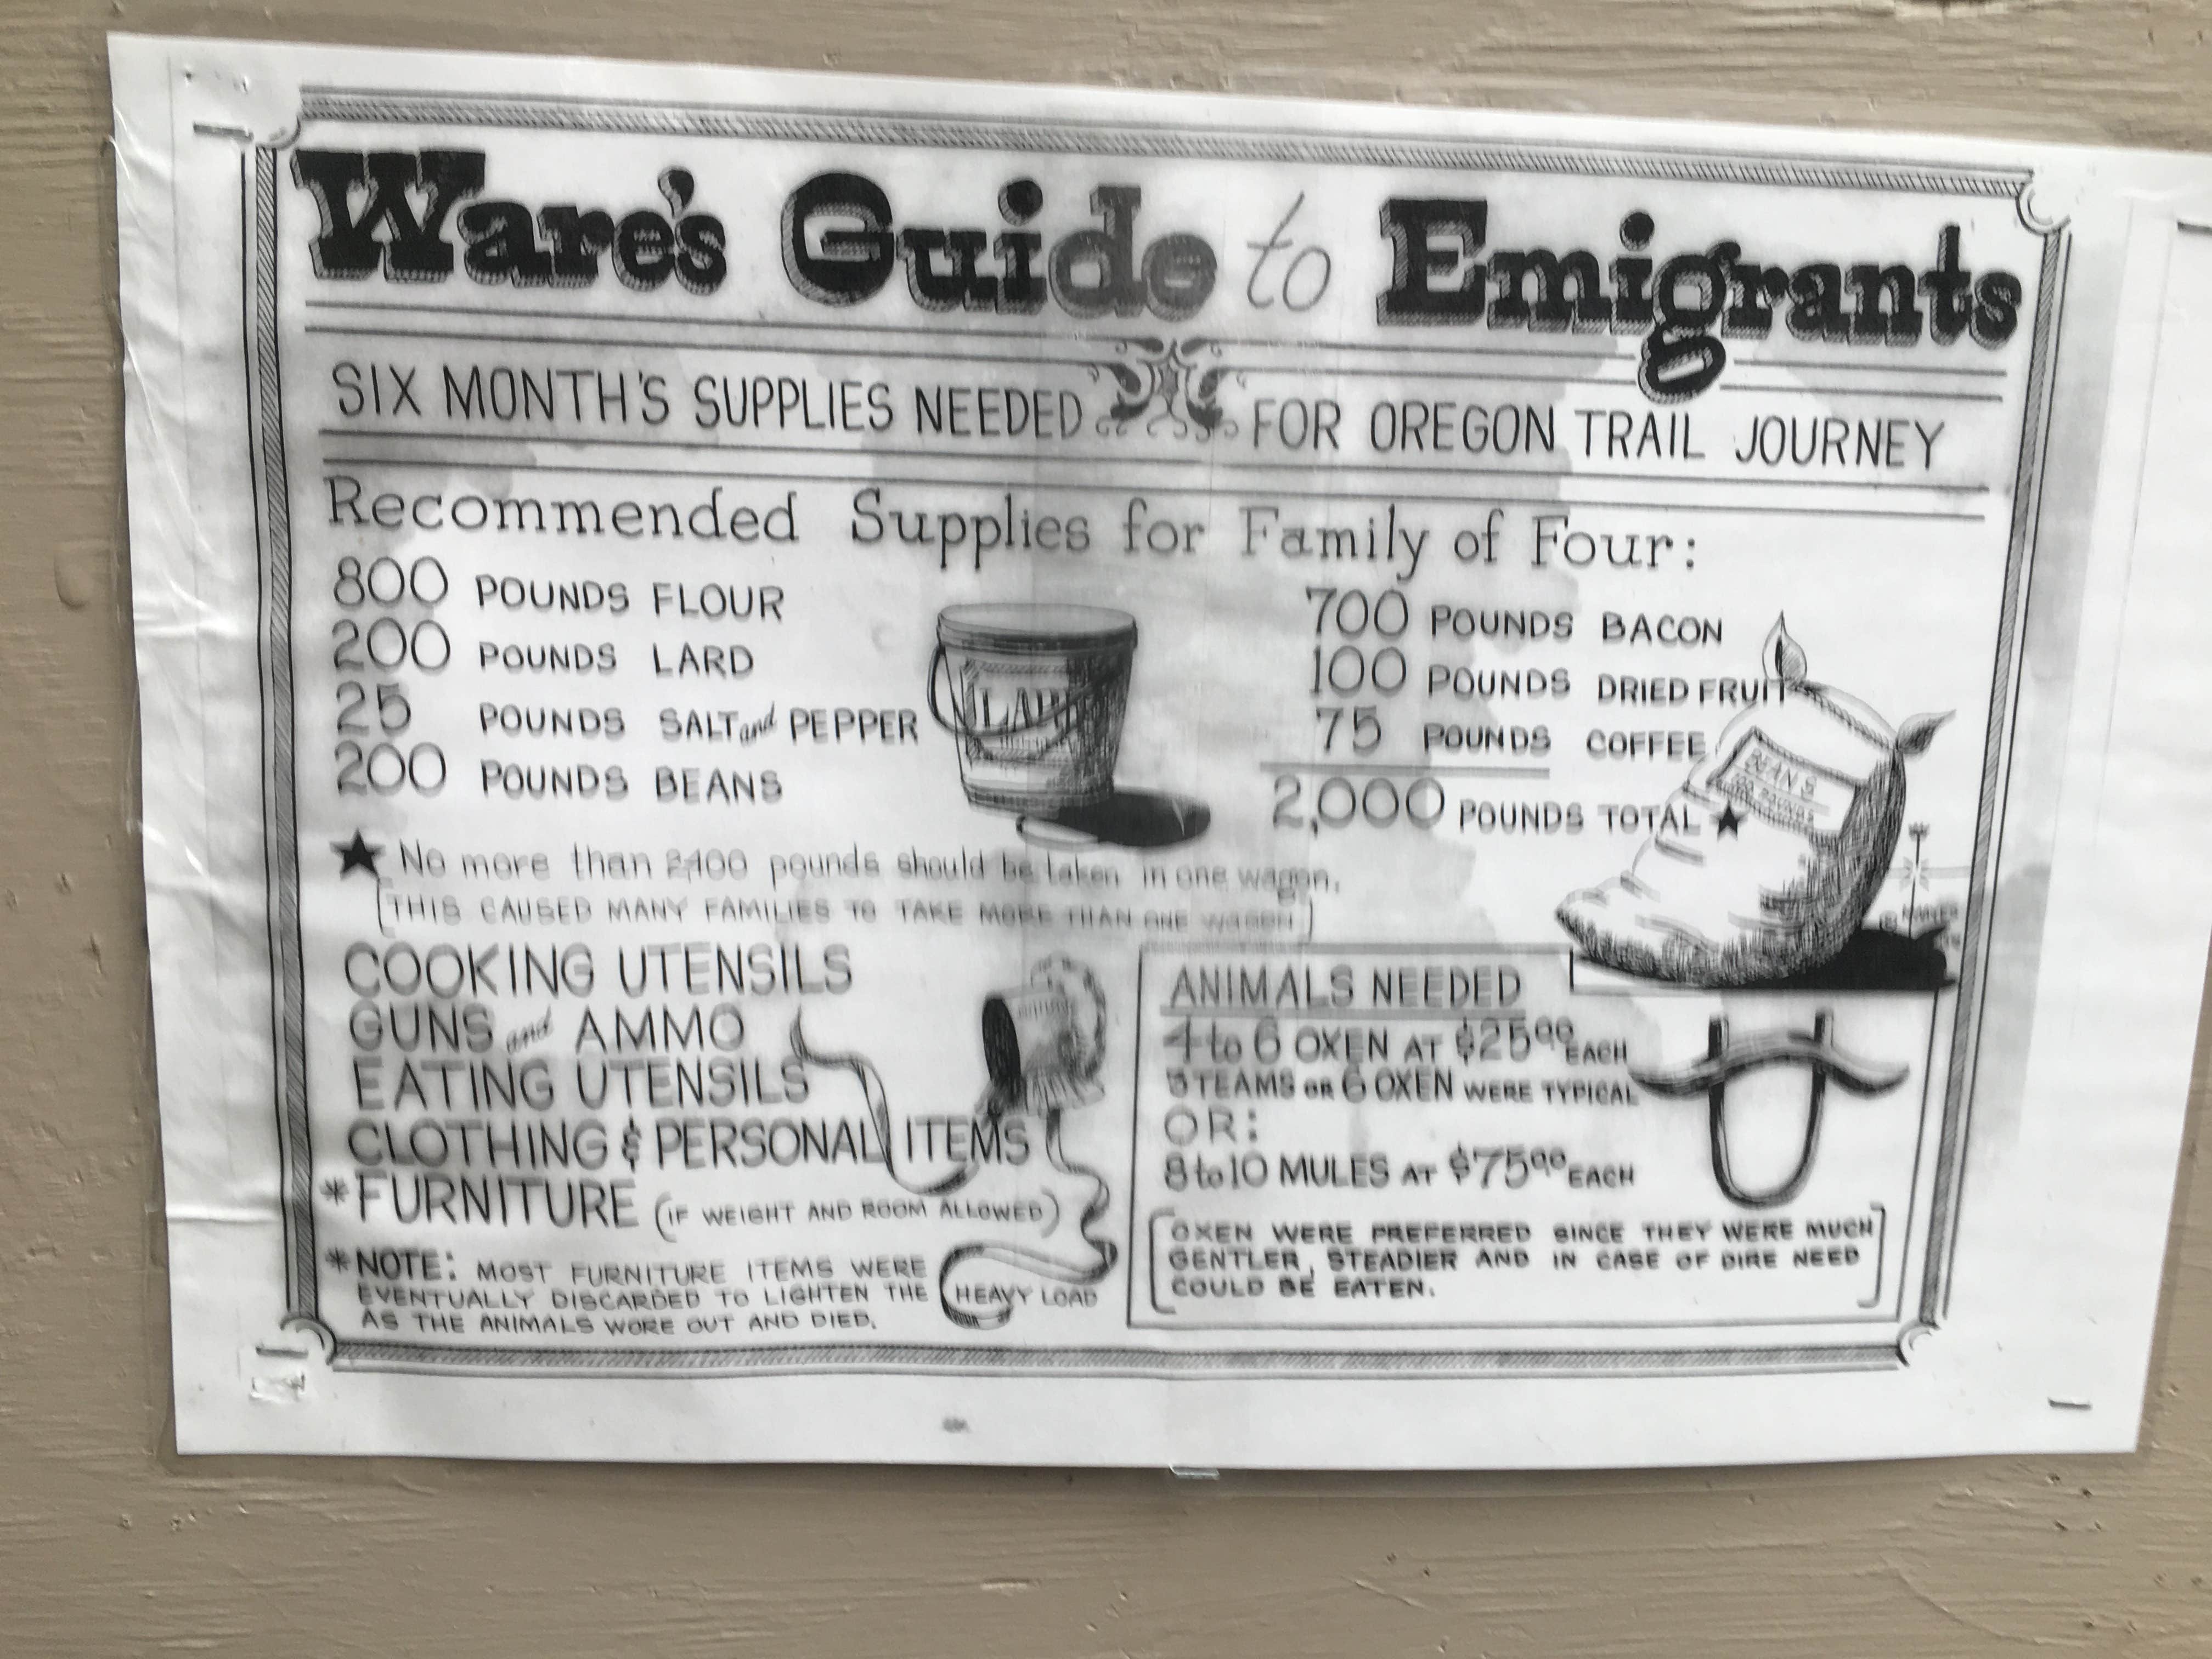 Ware's Guide to Emigrants
SIX MONTH'S SUPPLIES NEEDED FOR OREGON TRAIL JOURNEY
Recommended Supplies for Family of Four:
800 POUNDS FLOUR
200 POUNDS LARD
25 POUNDS SALT and PEPPER
200 POUNDS BEANS
LARD
700 POUNDS BACON
100 POUNDS DRIED FRUIT
75 POUNDS COFFEE
2,000 POUNDS TOTAL ★
BEANS
POUNDS
★ No more than 2,400 pounds should be taken in one wagon.
[THIS CAUSED MANY FAMILIES TO TAKE MORE THAN ONE WAGON]
COOKING UTENSILS
GUNS and AMMO
EATING UTENSILS
CLOTHING & PERSONAL ITEMS
*FURNITURE (IF WEIGHT AND ROOM ALLOWED)
*NOTE: MOST FURNITURE ITEMS WERE
EVENTUALLY DISCARDED TO LIGHTEN THE HEAVY LOAD
AS THE ANIMALS WORE OUT AND DIED.
ANIMALS NEEDED
4 to 6 OXEN AT $25.00 EACH
3 TEAMS OR 6 OXEN WERE TYPICAL
OR:
8 to 10 MULES AT $75.00 EACH
[OXEN WERE PREFERRED SINCE THEY WERE MUCH
GENTLER, STEADIER AND IN CASE OF DIRE NEED
COULD BE EATEN.]